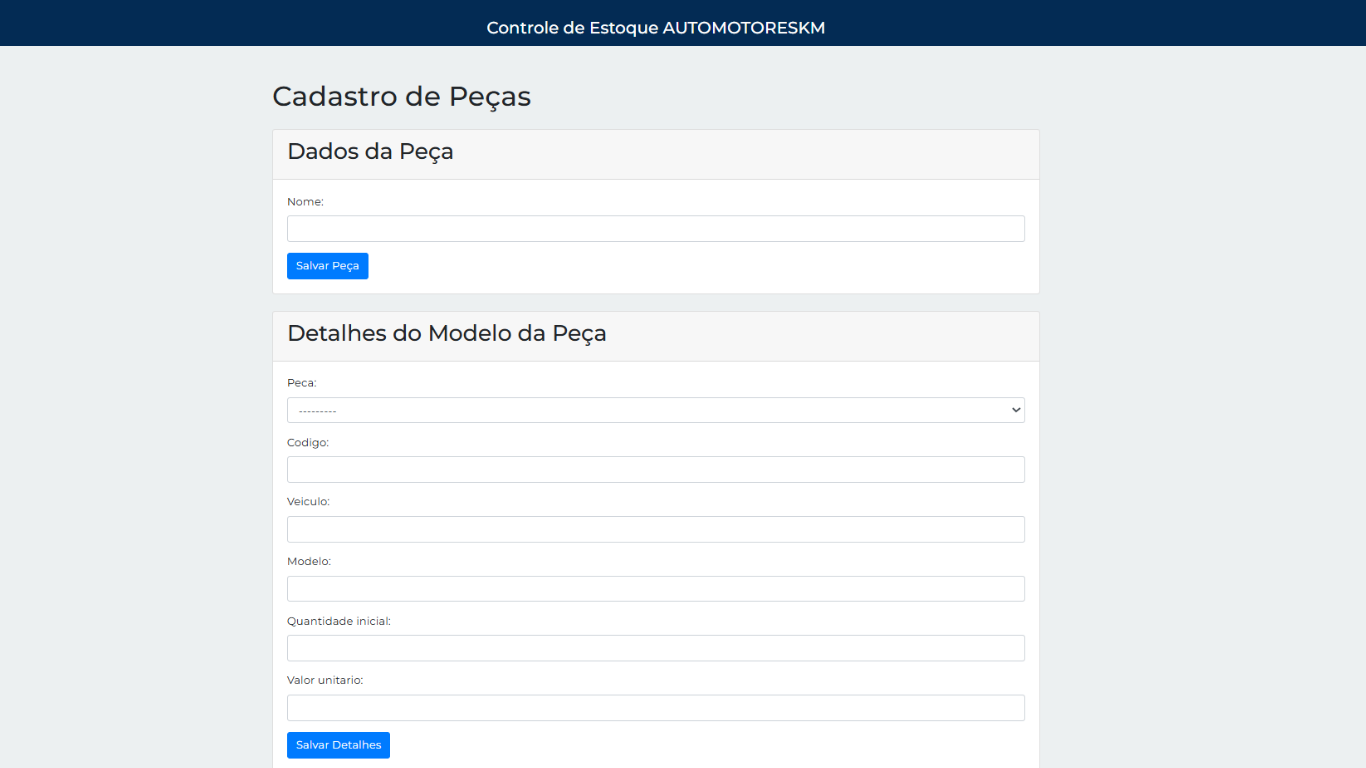 Controle de Estoque AUTOMOTORESKM
Cadastro de Peças
Dados da Peça
Nome:
Salvar Peça
Detalhes do Modelo da Peça
Peca:
---------
Codigo:
Veiculo:
Modelo:
Quantidade inicial:
Valor unitario:
Salvar Detalhes